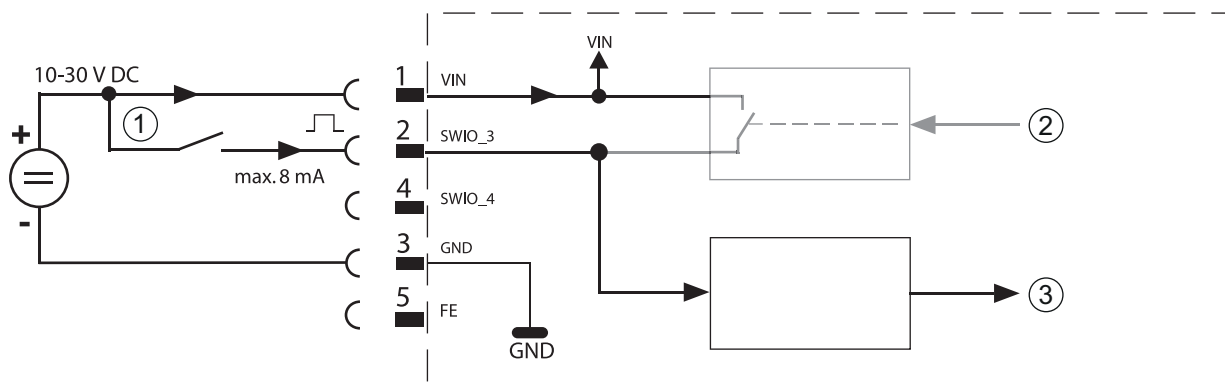 VIN
10-30 V DC
1
VIN
+
①
2
SWIO_3
②
max. 8 mA
4
SWIO_4
-
3
GND
5
FE
③
GND